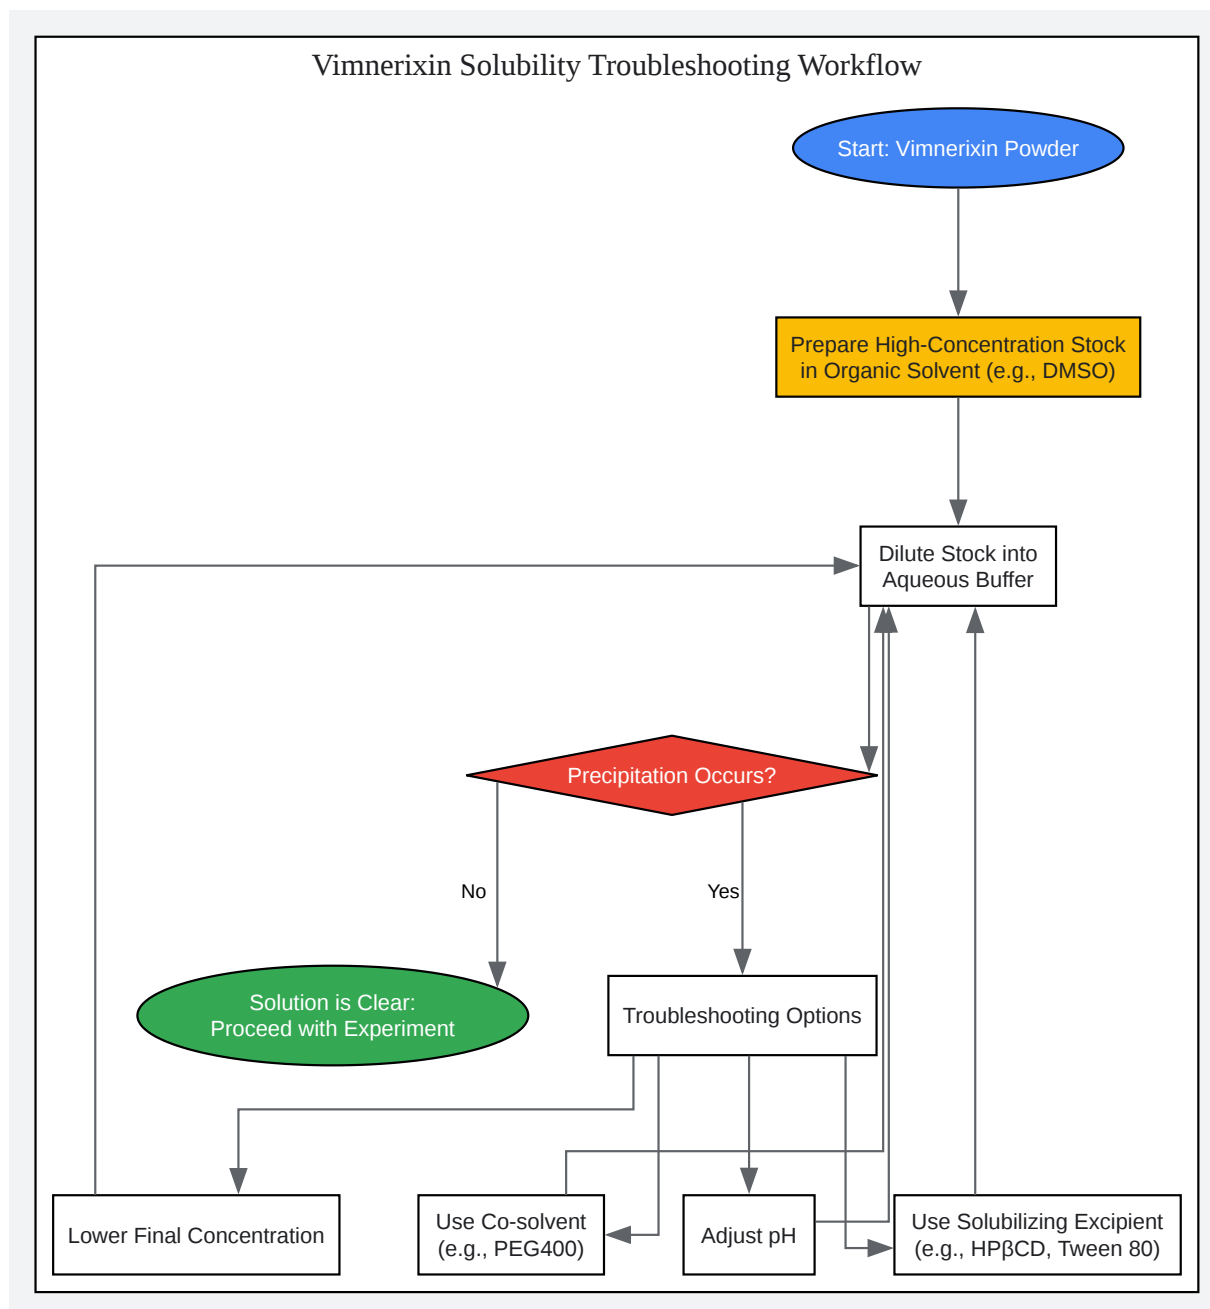 Vimnerixin Solubility Troubleshooting Workflow
Start: Vimnerixin Powder
Prepare High-Concentration Stock
in Organic Solvent (e.g., DMSO)
Dilute Stock into
Aqueous Buffer
Precipitation Occurs?
No
Yes
Solution is Clear:
Proceed with Experiment
Troubleshooting Options
Lower Final Concentration
Use Co-solvent
(e.g., PEG400)
Adjust pH
Use Solubilizing Excipient
(e.g., HPβCD, Tween 80)